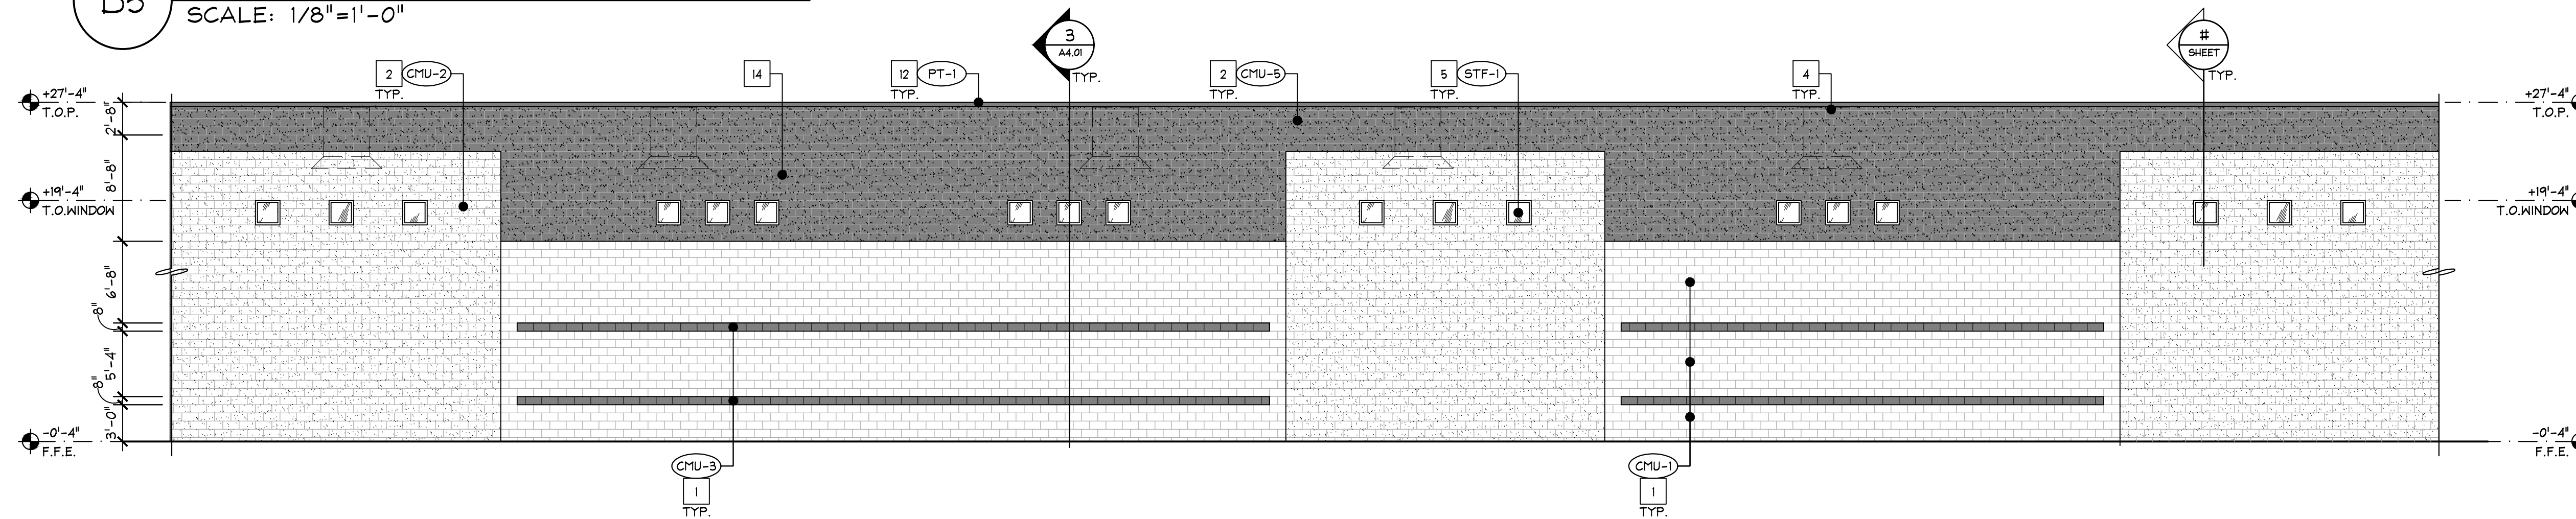 D5
SCALE: 1/8"=1'-0"
3
A4.01
TYP.
#
SHEET
TYP.
2 CMU-2
TYP.
14
12 PT-1
TYP.
2 CMU-5
TYP.
5 STF-1
TYP.
4
TYP.
+27'-4"
T.O.P.
+27'-4"
T.O.P.
2'-8"
8'-8"
+19'-4"
T.O.WINDOW
+19'-4"
T.O.WINDOW
6'-8"
8"
5'-4"
8"
3'-0"
-0'-4"
F.F.E.
-0'-4"
F.F.E.
CMU-3
1
TYP.
CMU-1
1
TYP.